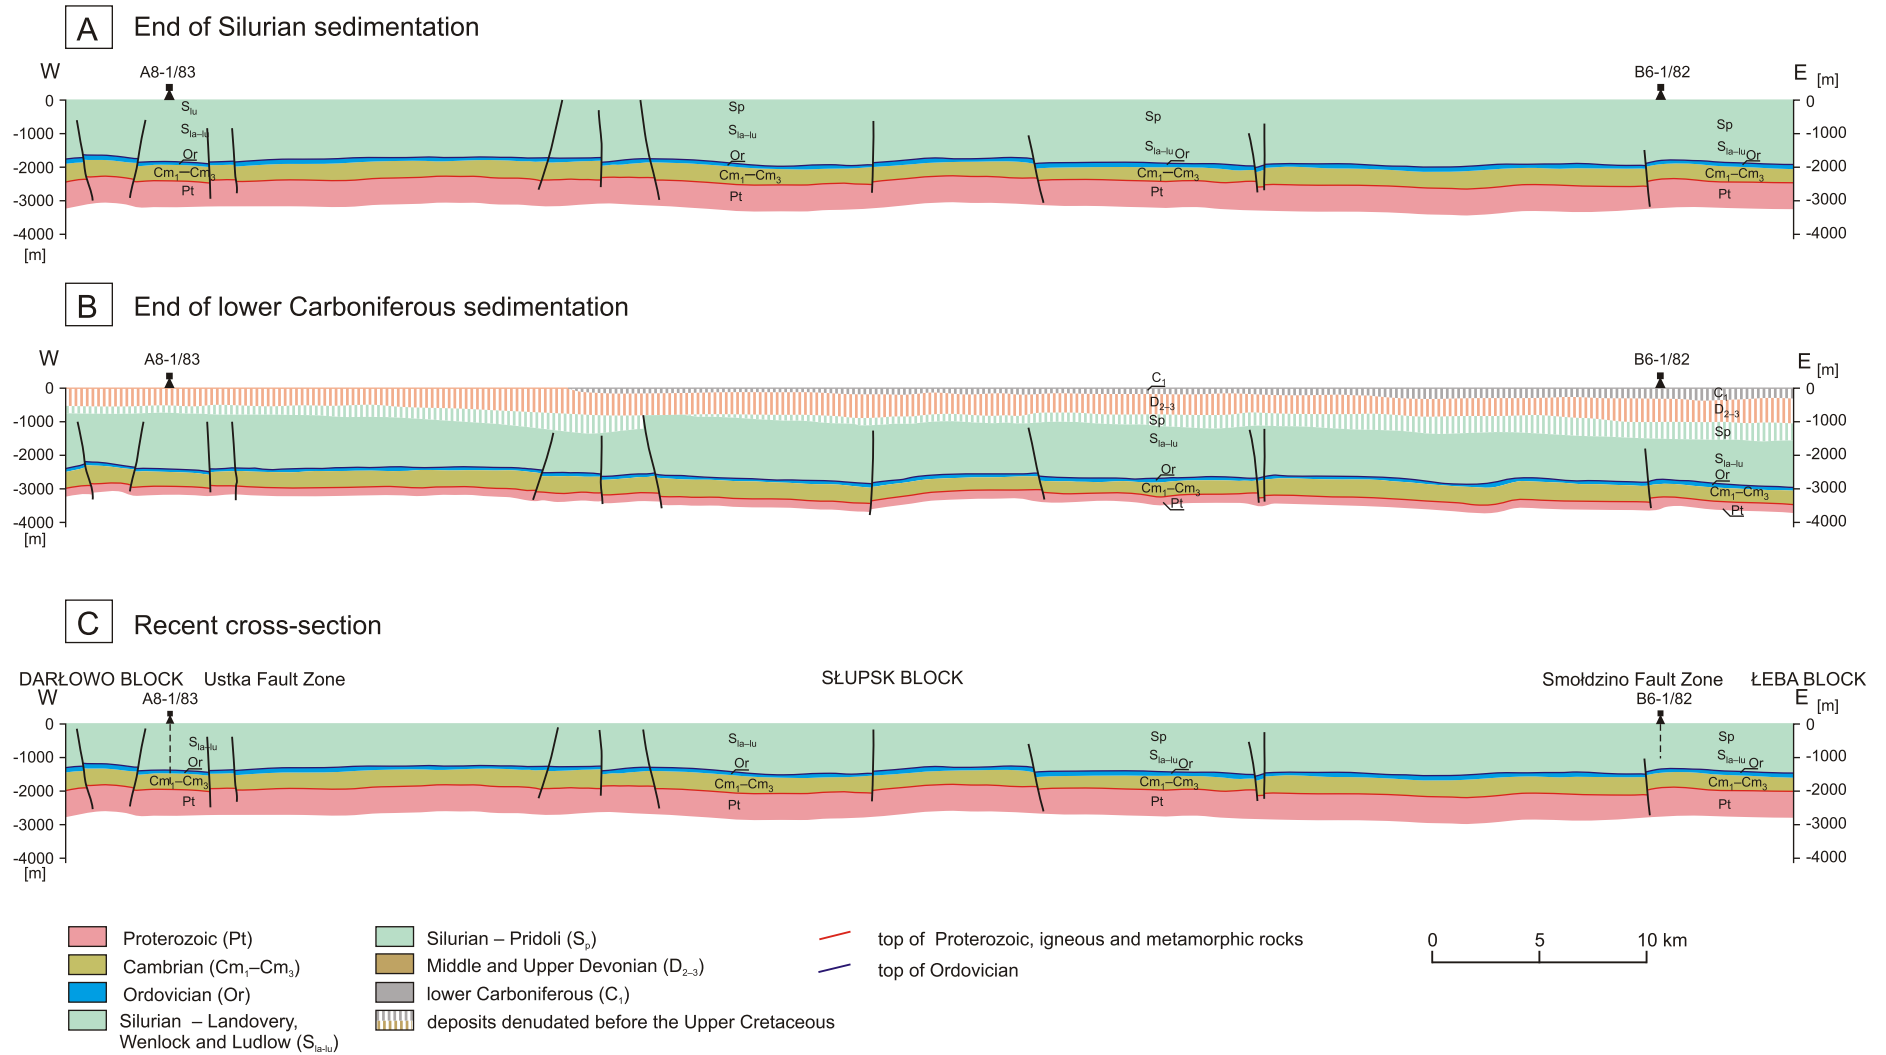 A End of Silurian sedimentation
W A8-1/83 B6-1/82 E [m]
0 Slu Sp 0
Sp
Sp
-1000 Sla–lu Sla–lu -1000
Sla–lu Or Sla–lu Or
Or Or
-2000 -2000
Cm1–Cm3 Cm1–Cm3 Cm1–Cm3 Cm1–Cm3
Pt Pt Pt Pt
-3000 -3000
-4000 -4000
[m]
B End of lower Carboniferous sedimentation
W A8-1/83 B6-1/82 E [m]
C1
0 0
C1
D2–3 D2–3
-1000 Sp -1000
Sp
Sla–lu
-2000 Sla–lu -2000
Or Or
-3000 Cm1–Cm3 Cm1–Cm3 -3000
Pt Pt
-4000 -4000
[m]
C Recent cross-section
DARŁOWO BLOCK Ustka Fault Zone SŁUPSK BLOCK Smołdzino Fault Zone ŁEBA BLOCK
W A8-1/83 B6-1/82 E [m]
0 0
Sla–lu Sla–lu Sp Sp
-1000 Sla–lu Sla–lu -1000
Or Or Or Or
Cm1–Cm3 Cm1–Cm3 Cm1–Cm3 Cm1–Cm3
-2000 -2000
Pt Pt Pt Pt
-3000 -3000
-4000 -4000
[m]
Proterozoic (Pt)
Cambrian (Cm1–Cm3)
Ordovician (Or)
Silurian – Landovery,
Wenlock and Ludlow (Sla-lu)
Silurian – Pridoli (Sp)
Middle and Upper Devonian (D2–3)
lower Carboniferous (C1)
deposits denudated before the Upper Cretaceous
top of Proterozoic, igneous and metamorphic rocks
top of Ordovician
0 5 10 km